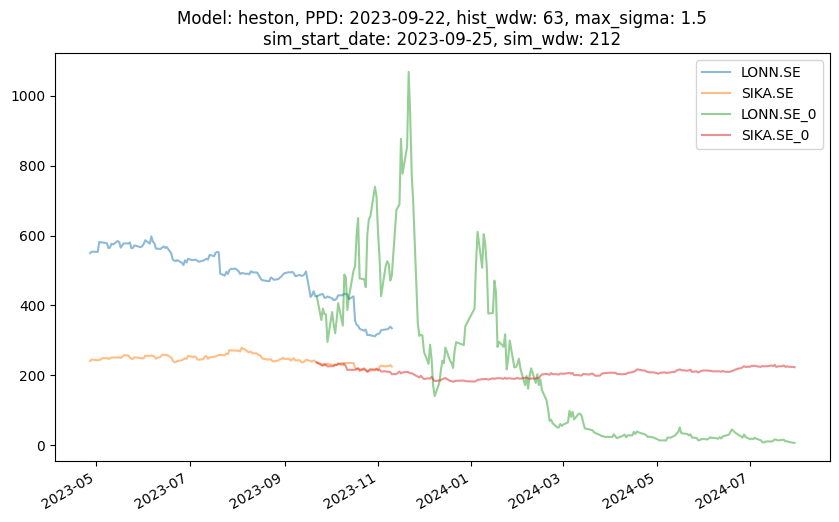 Model: heston, PPD: 2023-09-22, hist_wdw: 63, max_sigma: 1.5
sim_start_date: 2023-09-25, sim_wdw: 212
LONN.SE
SIKA.SE
LONN.SE_0
SIKA.SE_0
1000
800
600
400
200
0
2023-05
2023-07
2023-09
2023-11
2024-01
2024-03
2024-05
2024-07